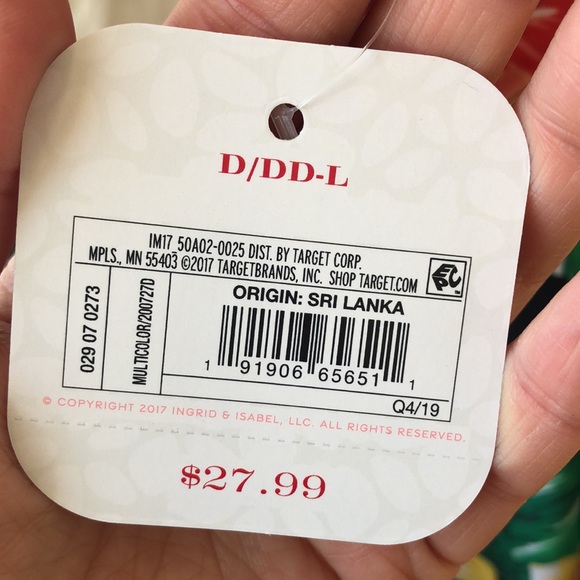 D/DD-L
IM17 50A02-0025 DIST. BY TARGET CORP.
MPLS., MN 55403 ©2017 TARGETBRANDS, INC. SHOP TARGET.COM
EPC™
029 07 0273
MULTICOLOR/200727D
ORIGIN: SRI LANKA
1 91906 65651 1
Q4/19
© COPYRIGHT 2017 INGRID & ISABEL, LLC. ALL RIGHTS RESERVED.
$27.99